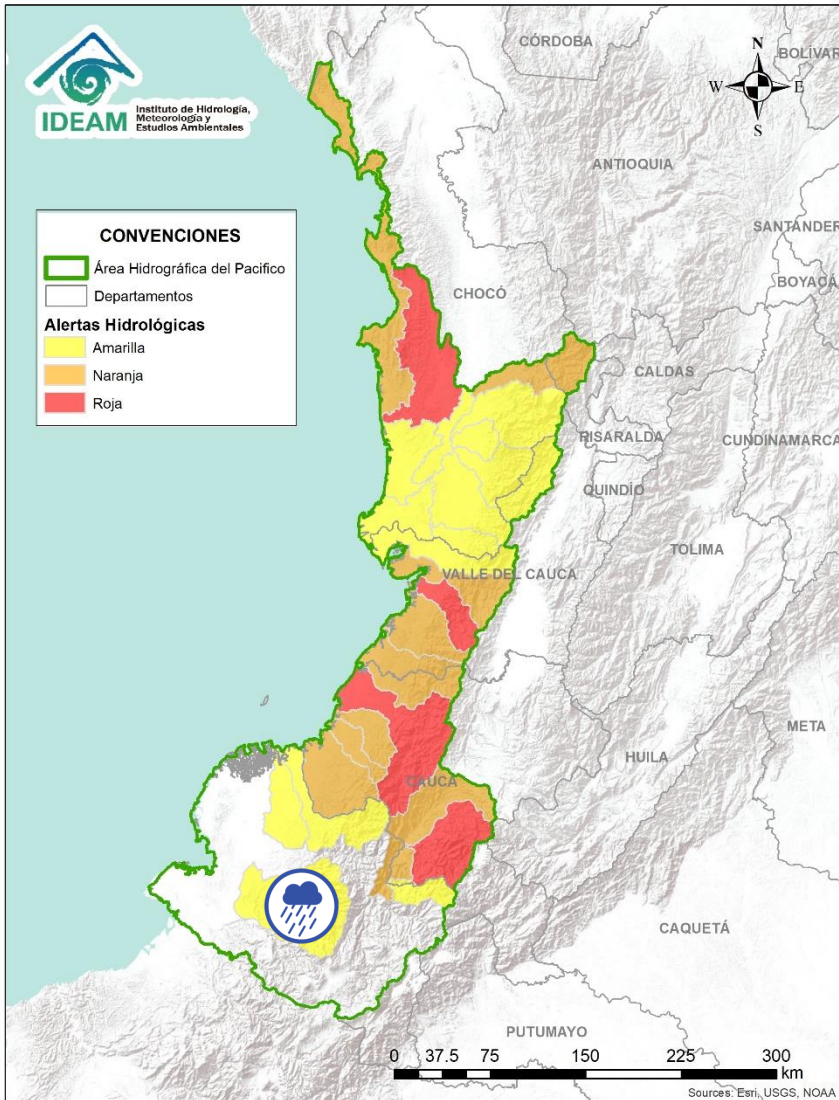 IDEAM
Instituto de Hidrología,
Meteorología y
Estudios Ambientales
CÓRDOBA
BOLÍVAR
N
W
E
S
ANTIOQUIA
SANTANDER
BOYACÁ
CONVENCIONES
Área Hidrográfica del Pacifico
Departamentos
Alertas Hidrológicas
Amarilla
Naranja
Roja
CHOCÓ
CALDAS
RISARALDA
CUNDINAMARCA
QUINDÍO
TOLIMA
VALLE DEL CAUCA
META
HUILA
CAUCA
CAQUETÁ
PUTUMAYO
0 37.5 75 150 225 300
km
Sources: Esri, USGS, NOAA